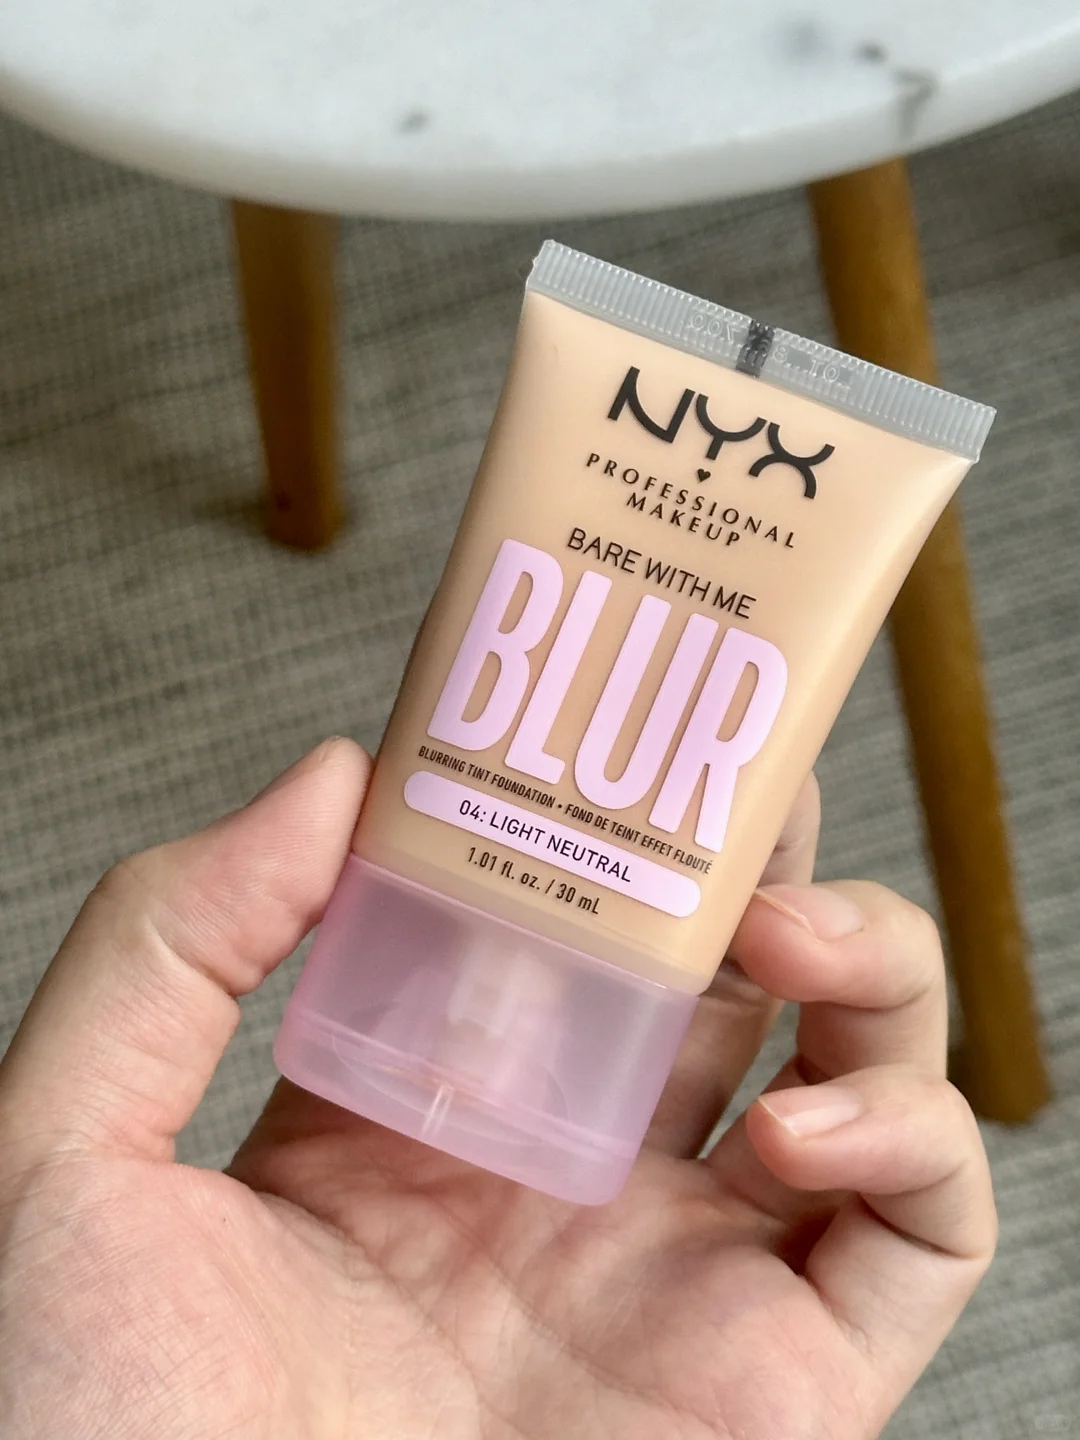 NYX
PROFESSIONAL
MAKEUP
BARE WITH ME
BLUR
BLURRING TINT FOUNDATION • FOND DE TEINT EFFET FLOUTÉ
04: LIGHT NEUTRAL
1.01 fl. oz. / 30 mL